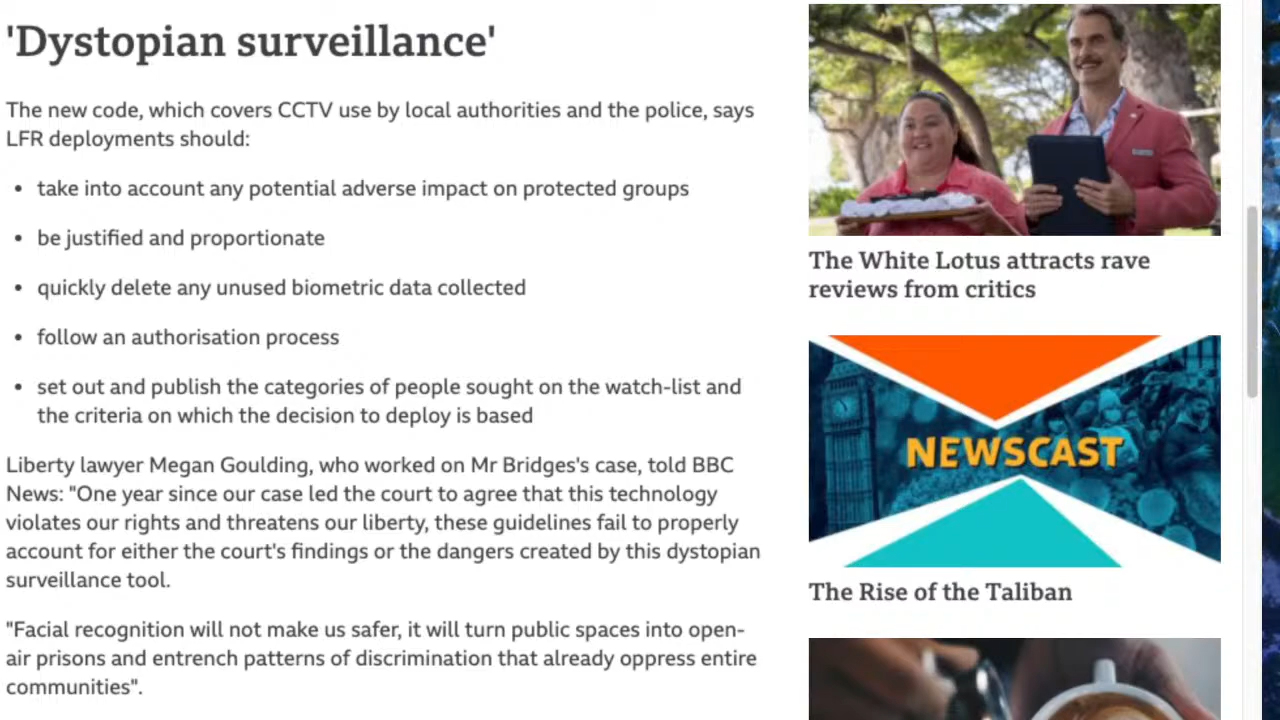 'Dystopian surveillance'
The new code, which covers CCTV use by local authorities and the police, says
LFR deployments should:
• take into account any potential adverse impact on protected groups
• be justified and proportionate
• quickly delete any unused biometric data collected
• follow an authorisation process
• set out and publish the categories of people sought on the watch-list and
the criteria on which the decision to deploy is based
Liberty lawyer Megan Goulding, who worked on Mr Bridges's case, told BBC
News: "One year since our case led the court to agree that this technology
violates our rights and threatens our liberty, these guidelines fail to properly
account for either the court's findings or the dangers created by this dystopian
surveillance tool.
"Facial recognition will not make us safer, it will turn public spaces into open-
air prisons and entrench patterns of discrimination that already oppress entire
communities".
The White Lotus attracts rave
reviews from critics
NEWSCAST
The Rise of the Taliban